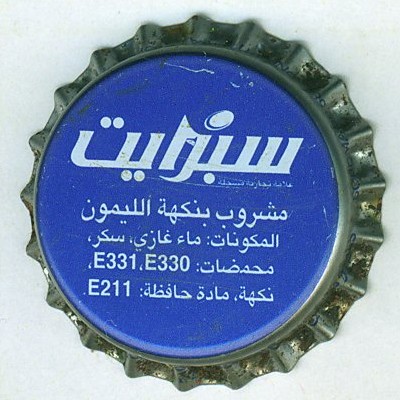 سبرايت
علامة تجارية مسجلة
مشروب بنكهة الليمون
المكونات: ماء غازي، سكر،
محمضات: E331، E330،
نكهة، مادة حافظة: E211.